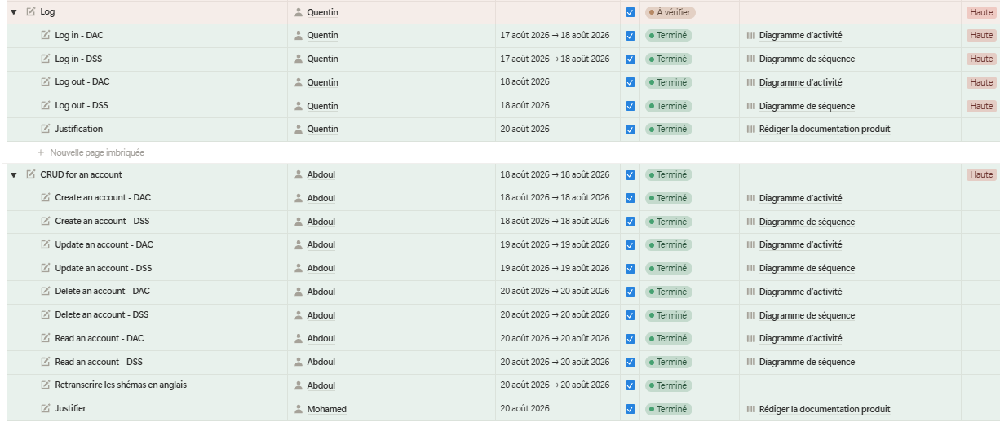 Log Quentin À vérifier Haute
Log in - DAC Quentin 17 août 2026 → 18 août 2026 Terminé Diagramme d'activité Haute
Log in - DSS Quentin 17 août 2026 → 18 août 2026 Terminé Diagramme de séquence Haute
Log out - DAC Quentin 18 août 2026 Terminé Diagramme d'activité Haute
Log out - DSS Quentin 18 août 2026 Terminé Diagramme de séquence Haute
Justification Quentin 20 août 2026 Terminé Rédiger la documentation produit
+ Nouvelle page imbriquée
CRUD for an account Abdoul 18 août 2026 → 18 août 2026 Terminé Haute
Create an account - DAC Abdoul 18 août 2026 → 18 août 2026 Terminé Diagramme d'activité
Create an account - DSS Abdoul 18 août 2026 → 18 août 2026 Terminé Diagramme de séquence
Update an account - DAC Abdoul 19 août 2026 → 19 août 2026 Terminé Diagramme d'activité
Update an account - DSS Abdoul 19 août 2026 → 19 août 2026 Terminé Diagramme de séquence
Delete an account - DAC Abdoul 20 août 2026 → 20 août 2026 Terminé Diagramme d'activité
Delete an account - DSS Abdoul 20 août 2026 → 20 août 2026 Terminé Diagramme de séquence
Read an account - DAC Abdoul 20 août 2026 → 20 août 2026 Terminé Diagramme d'activité
Read an account - DSS Abdoul 20 août 2026 → 20 août 2026 Terminé Diagramme de séquence
Retranscrire les shémas en anglais Abdoul 20 août 2026 → 20 août 2026 Terminé
Justifier Mohamed 20 août 2026 Terminé Rédiger la documentation produit